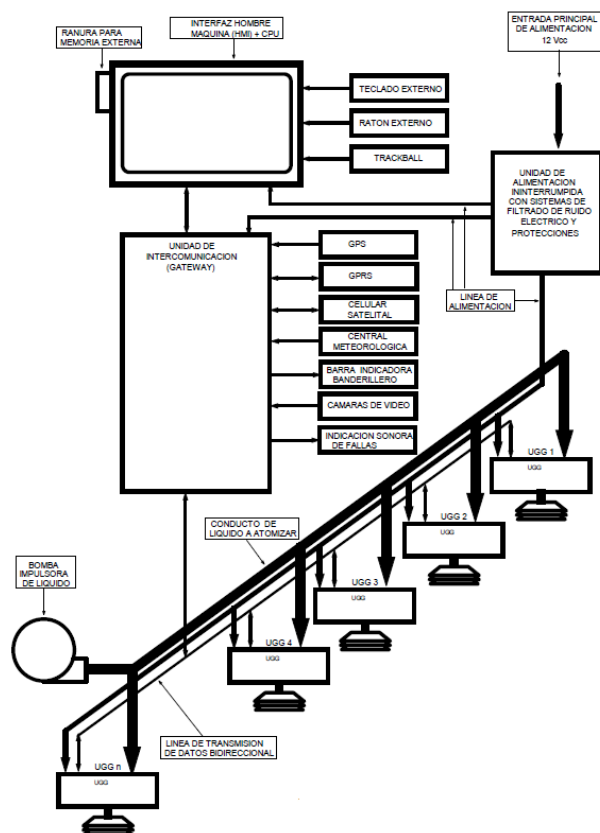 RANURA PARA
MEMORIA EXTERNA
INTERFAZ HOMBRE
MAQUINA (HMI) + CPU
ENTRADA PRINCIPAL
DE ALIMENTACION
12 Vcc
TECLADO EXTERNO
RATON EXTERNO
TRACKBALL
UNIDAD DE
ALIMENTACION
ININTERRUMPIDA
CON SISTEMAS DE
FILTRADO DE RUIDO
ELECTRICO Y
PROTECCIONES
UNIDAD DE
INTERCOMUNICACION
(GATEWAY)
GPS
GPRS
CELULAR
SATELITAL
CENTRAL
METEOROLOGICA
BARRA INDICADORA
BANDERILLERO
CAMARAS DE VIDEO
INDICACION SONORA
DE FALLAS
LINEA DE
ALIMENTACION
UGG 1
UGG
UGG 2
UGG
CONDUCTO DE
LIQUIDO A ATOMIZAR
UGG 3
UGG
BOMBA
IMPULSORA
DE LIQUIDO
UGG 4
UGG
LINEA DE TRANSMISION
DE DATOS BIDIRECCIONAL
UGG n
UGG